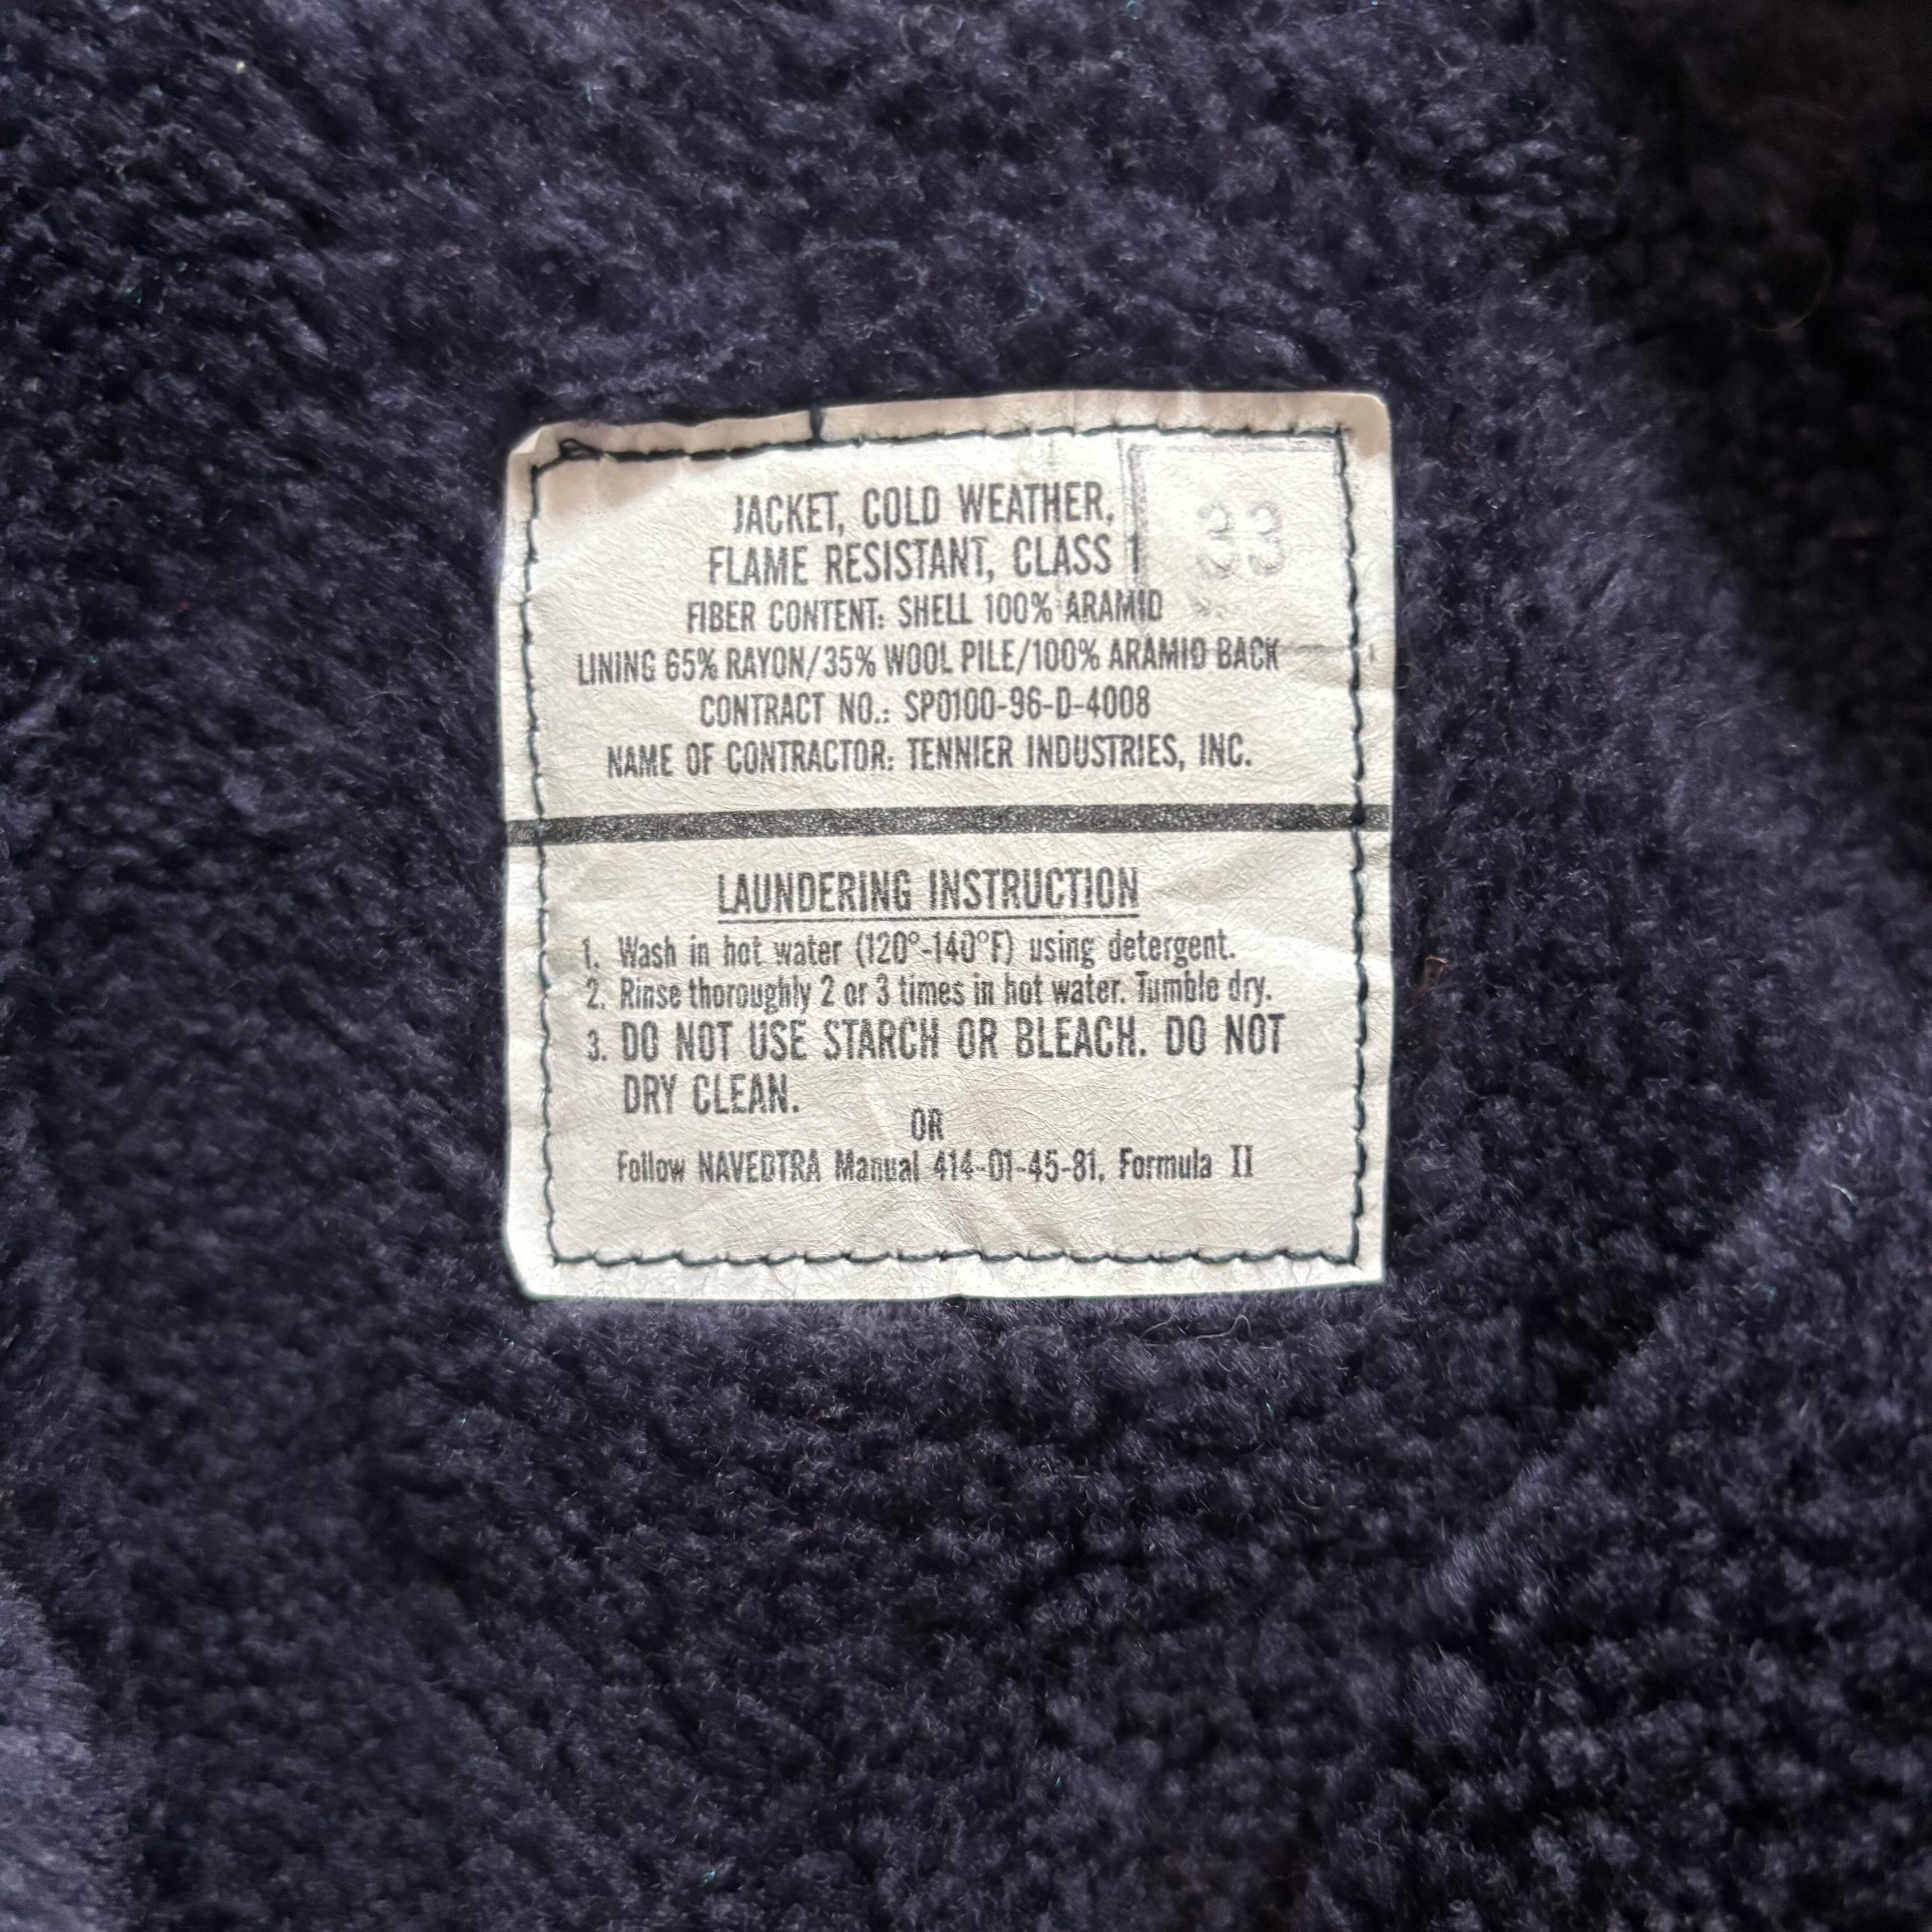 JACKET, COLD WEATHER,
FLAME RESISTANT, CLASS 1
33
FIBER CONTENT: SHELL 100% ARAMID
LINING 65% RAYON/35% WOOL PILE/100% ARAMID BACK
CONTRACT NO.: SP0100-96-D-4008
NAME OF CONTRACTOR: TENNIER INDUSTRIES, INC.
LAUNDERING INSTRUCTION
1. Wash in hot water (120°-140°F) using detergent.
2. Rinse thoroughly 2 or 3 times in hot water. Tumble dry.
3. DO NOT USE STARCH OR BLEACH. DO NOT
DRY CLEAN.
OR
Follow NAVEDTRA Manual 414-01-45-81, Formula II